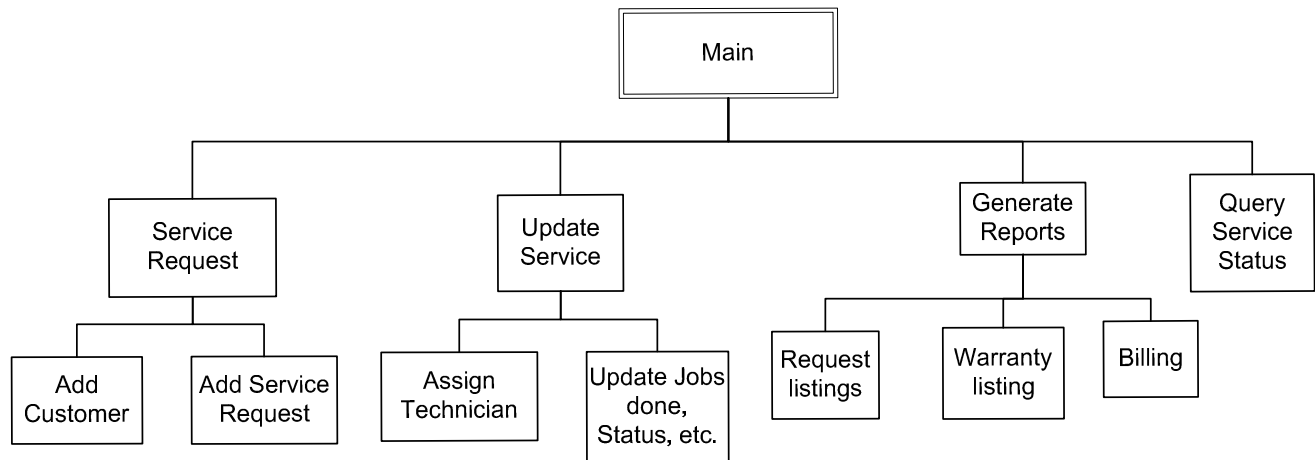 Main
Service
Request
Update
Service
Generate
Reports
Query
Service
Status
Add
Customer
Add Service
Request
Assign
Technician
Update Jobs
done,
Status, etc.
Request
listings
Warranty
listing
Billing